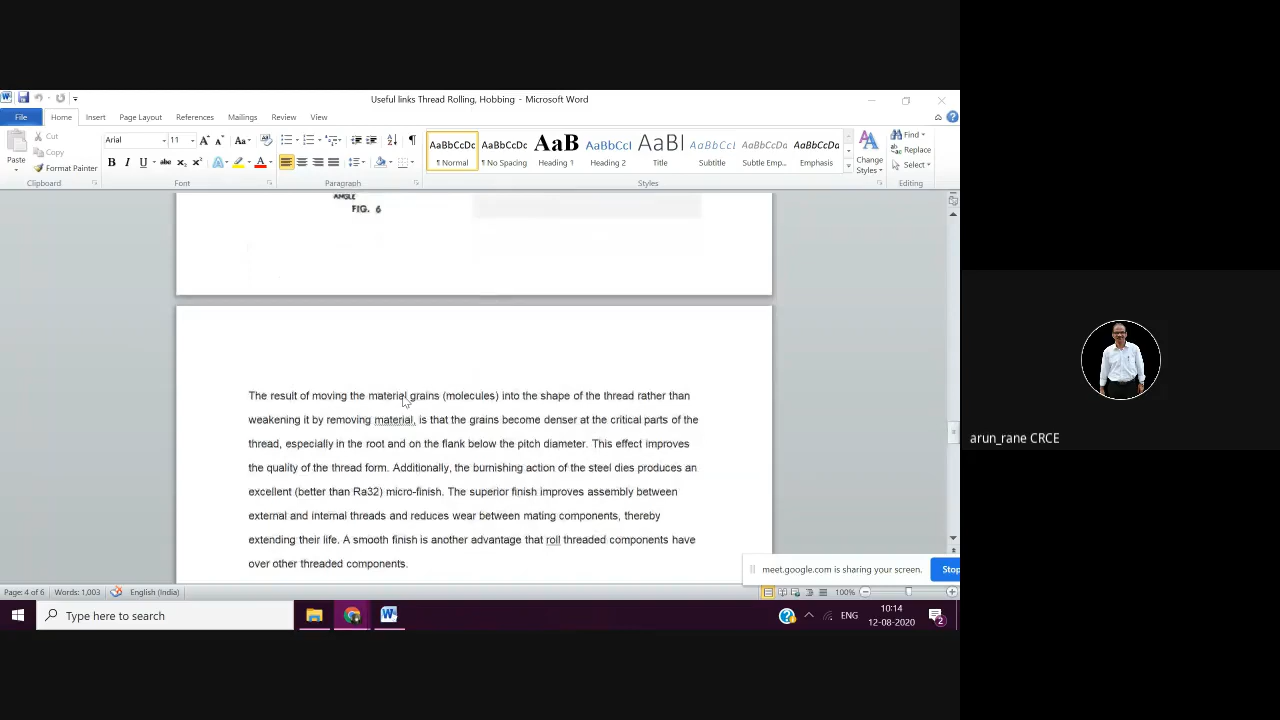 Useful links Thread Rolling, Hobbing - Microsoft Word
File Home Insert Page Layout References Mailings Review View
Paste
Cut
Copy
Format Painter
Clipboard
Arial 11
Font
Paragraph
AaBbCcDc AaBbCcDc AaB AaBbCcI AaBI AaBbCcI AaBbCcDc AaBbCcDc
¶ Normal ¶ No Spacing Heading 1 Heading 2 Title Subtitle Subtle Emp... Emphasis
Change
Styles
Styles
Find
Replace
Select
Editing
ANGLE
FIG. 6
The result of moving the material grains (molecules) into the shape of the thread rather than
weakening it by removing material, is that the grains become denser at the critical parts of the
thread, especially in the root and on the flank below the pitch diameter. This effect improves
the quality of the thread form. Additionally, the burnishing action of the steel dies produces an
excellent (better than Ra32) micro-finish. The superior finish improves assembly between
external and internal threads and reduces wear between mating components, thereby
extending their life. A smooth finish is another advantage that roll threaded components have
over other threaded components.
meet.google.com is sharing your screen. Stop
Page: 4 of 6 Words: 1,003 English (India) 100%
Type here to search
ENG
10:14
12-08-2020
2
arun_rane CRCE